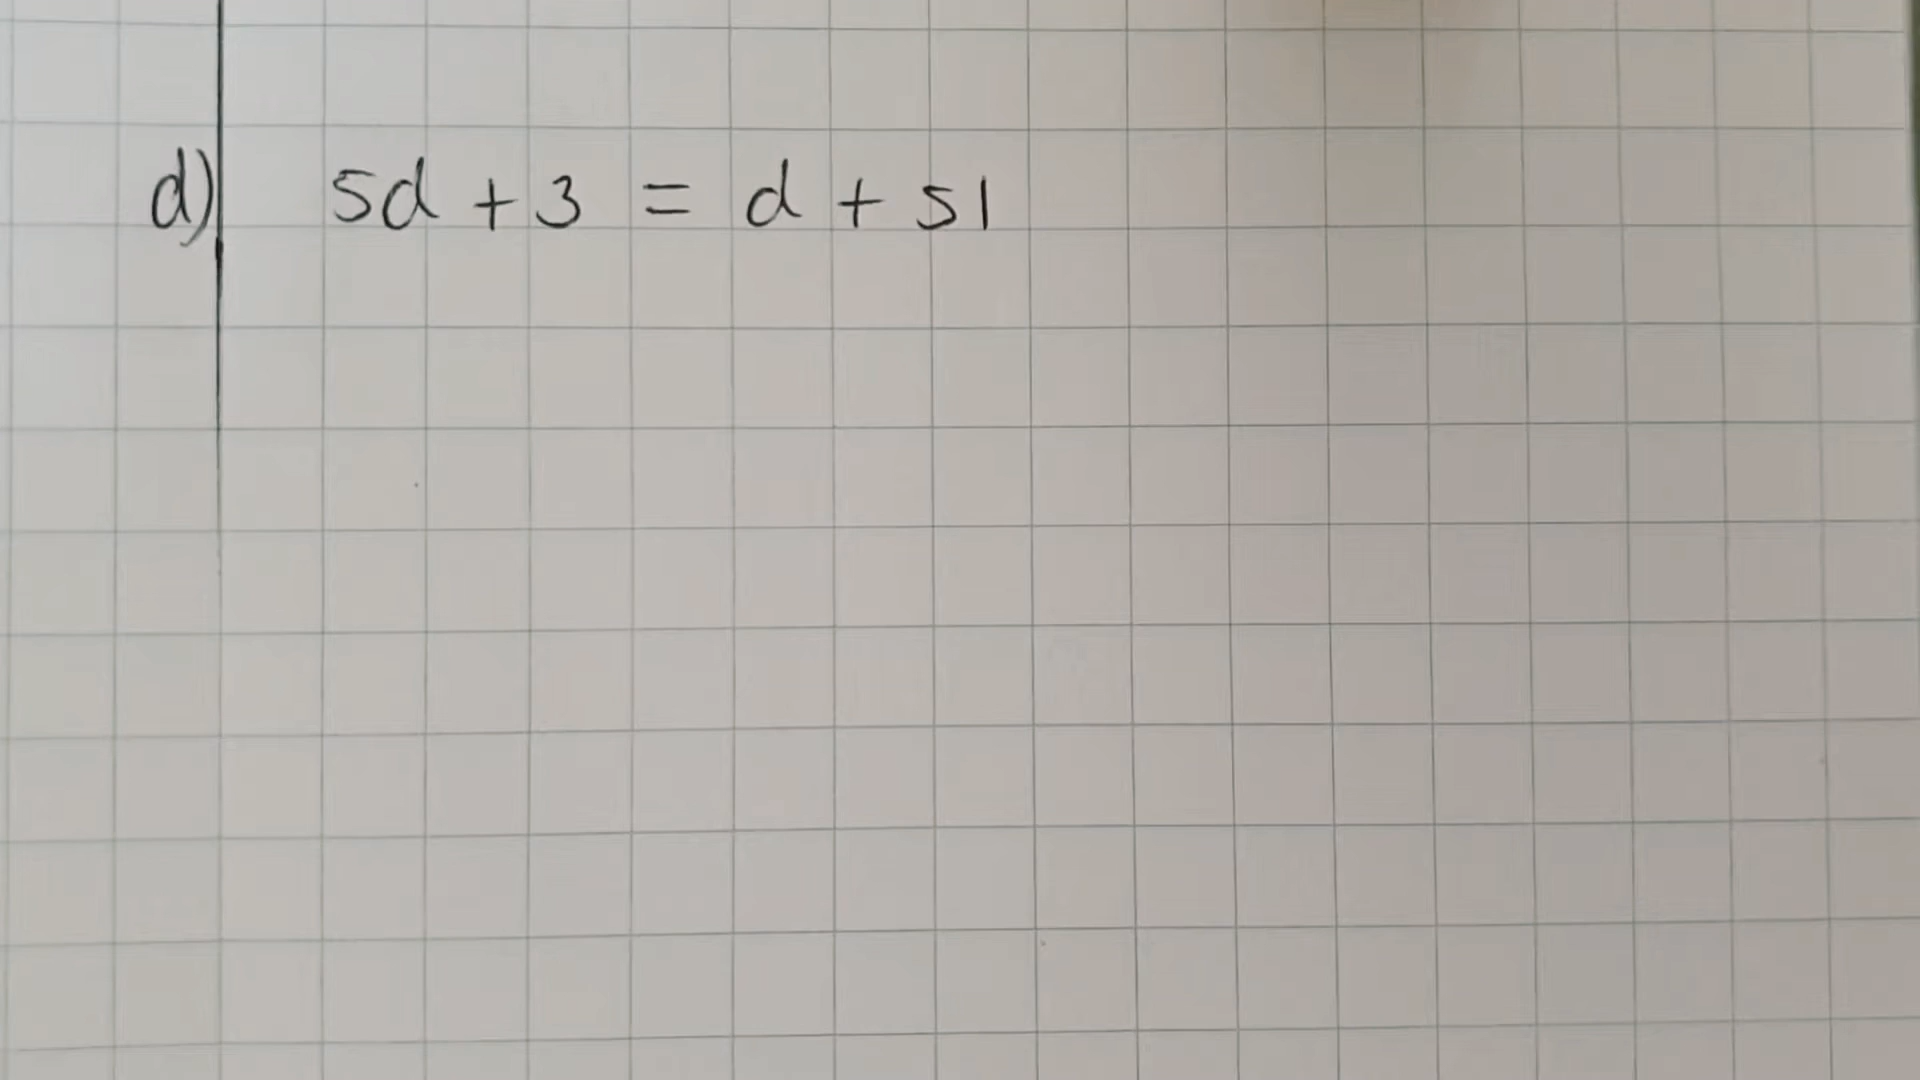 d) 5d + 3 = d + 51